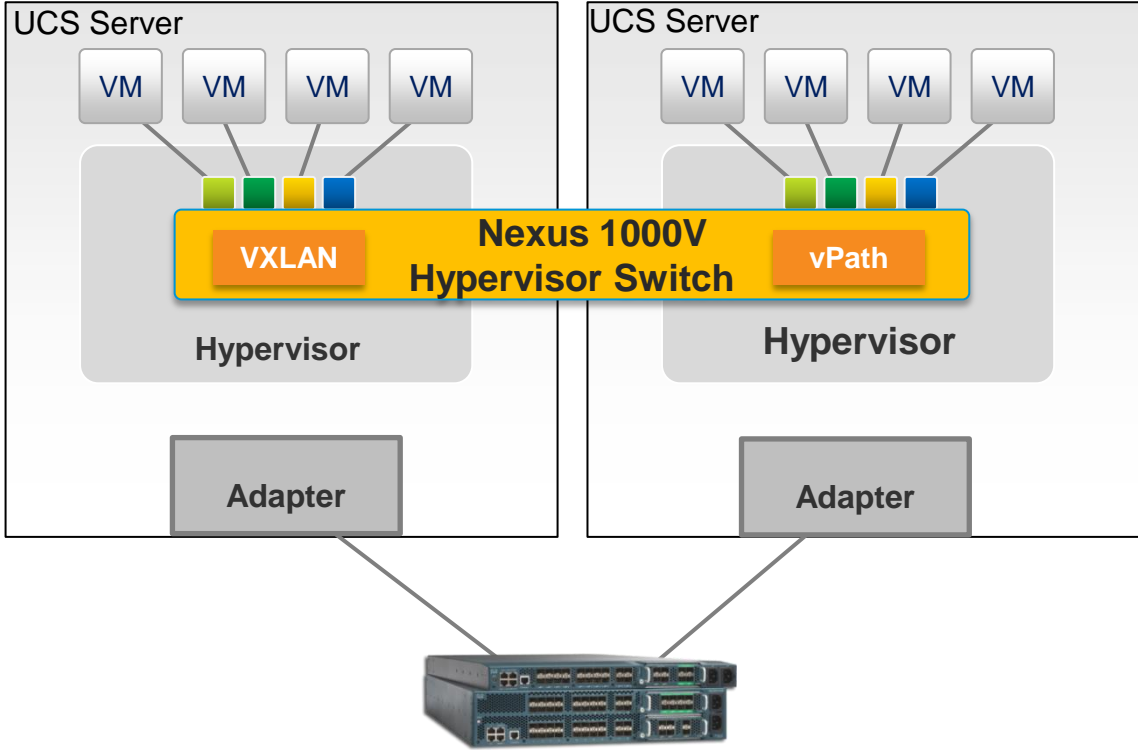 UCS Server
UCS Server
VM
VM
VM
VM
VM
VM
VM
VM
Nexus 1000V
Hypervisor Switch
VXLAN
vPath
Hypervisor
Hypervisor
Adapter
Adapter